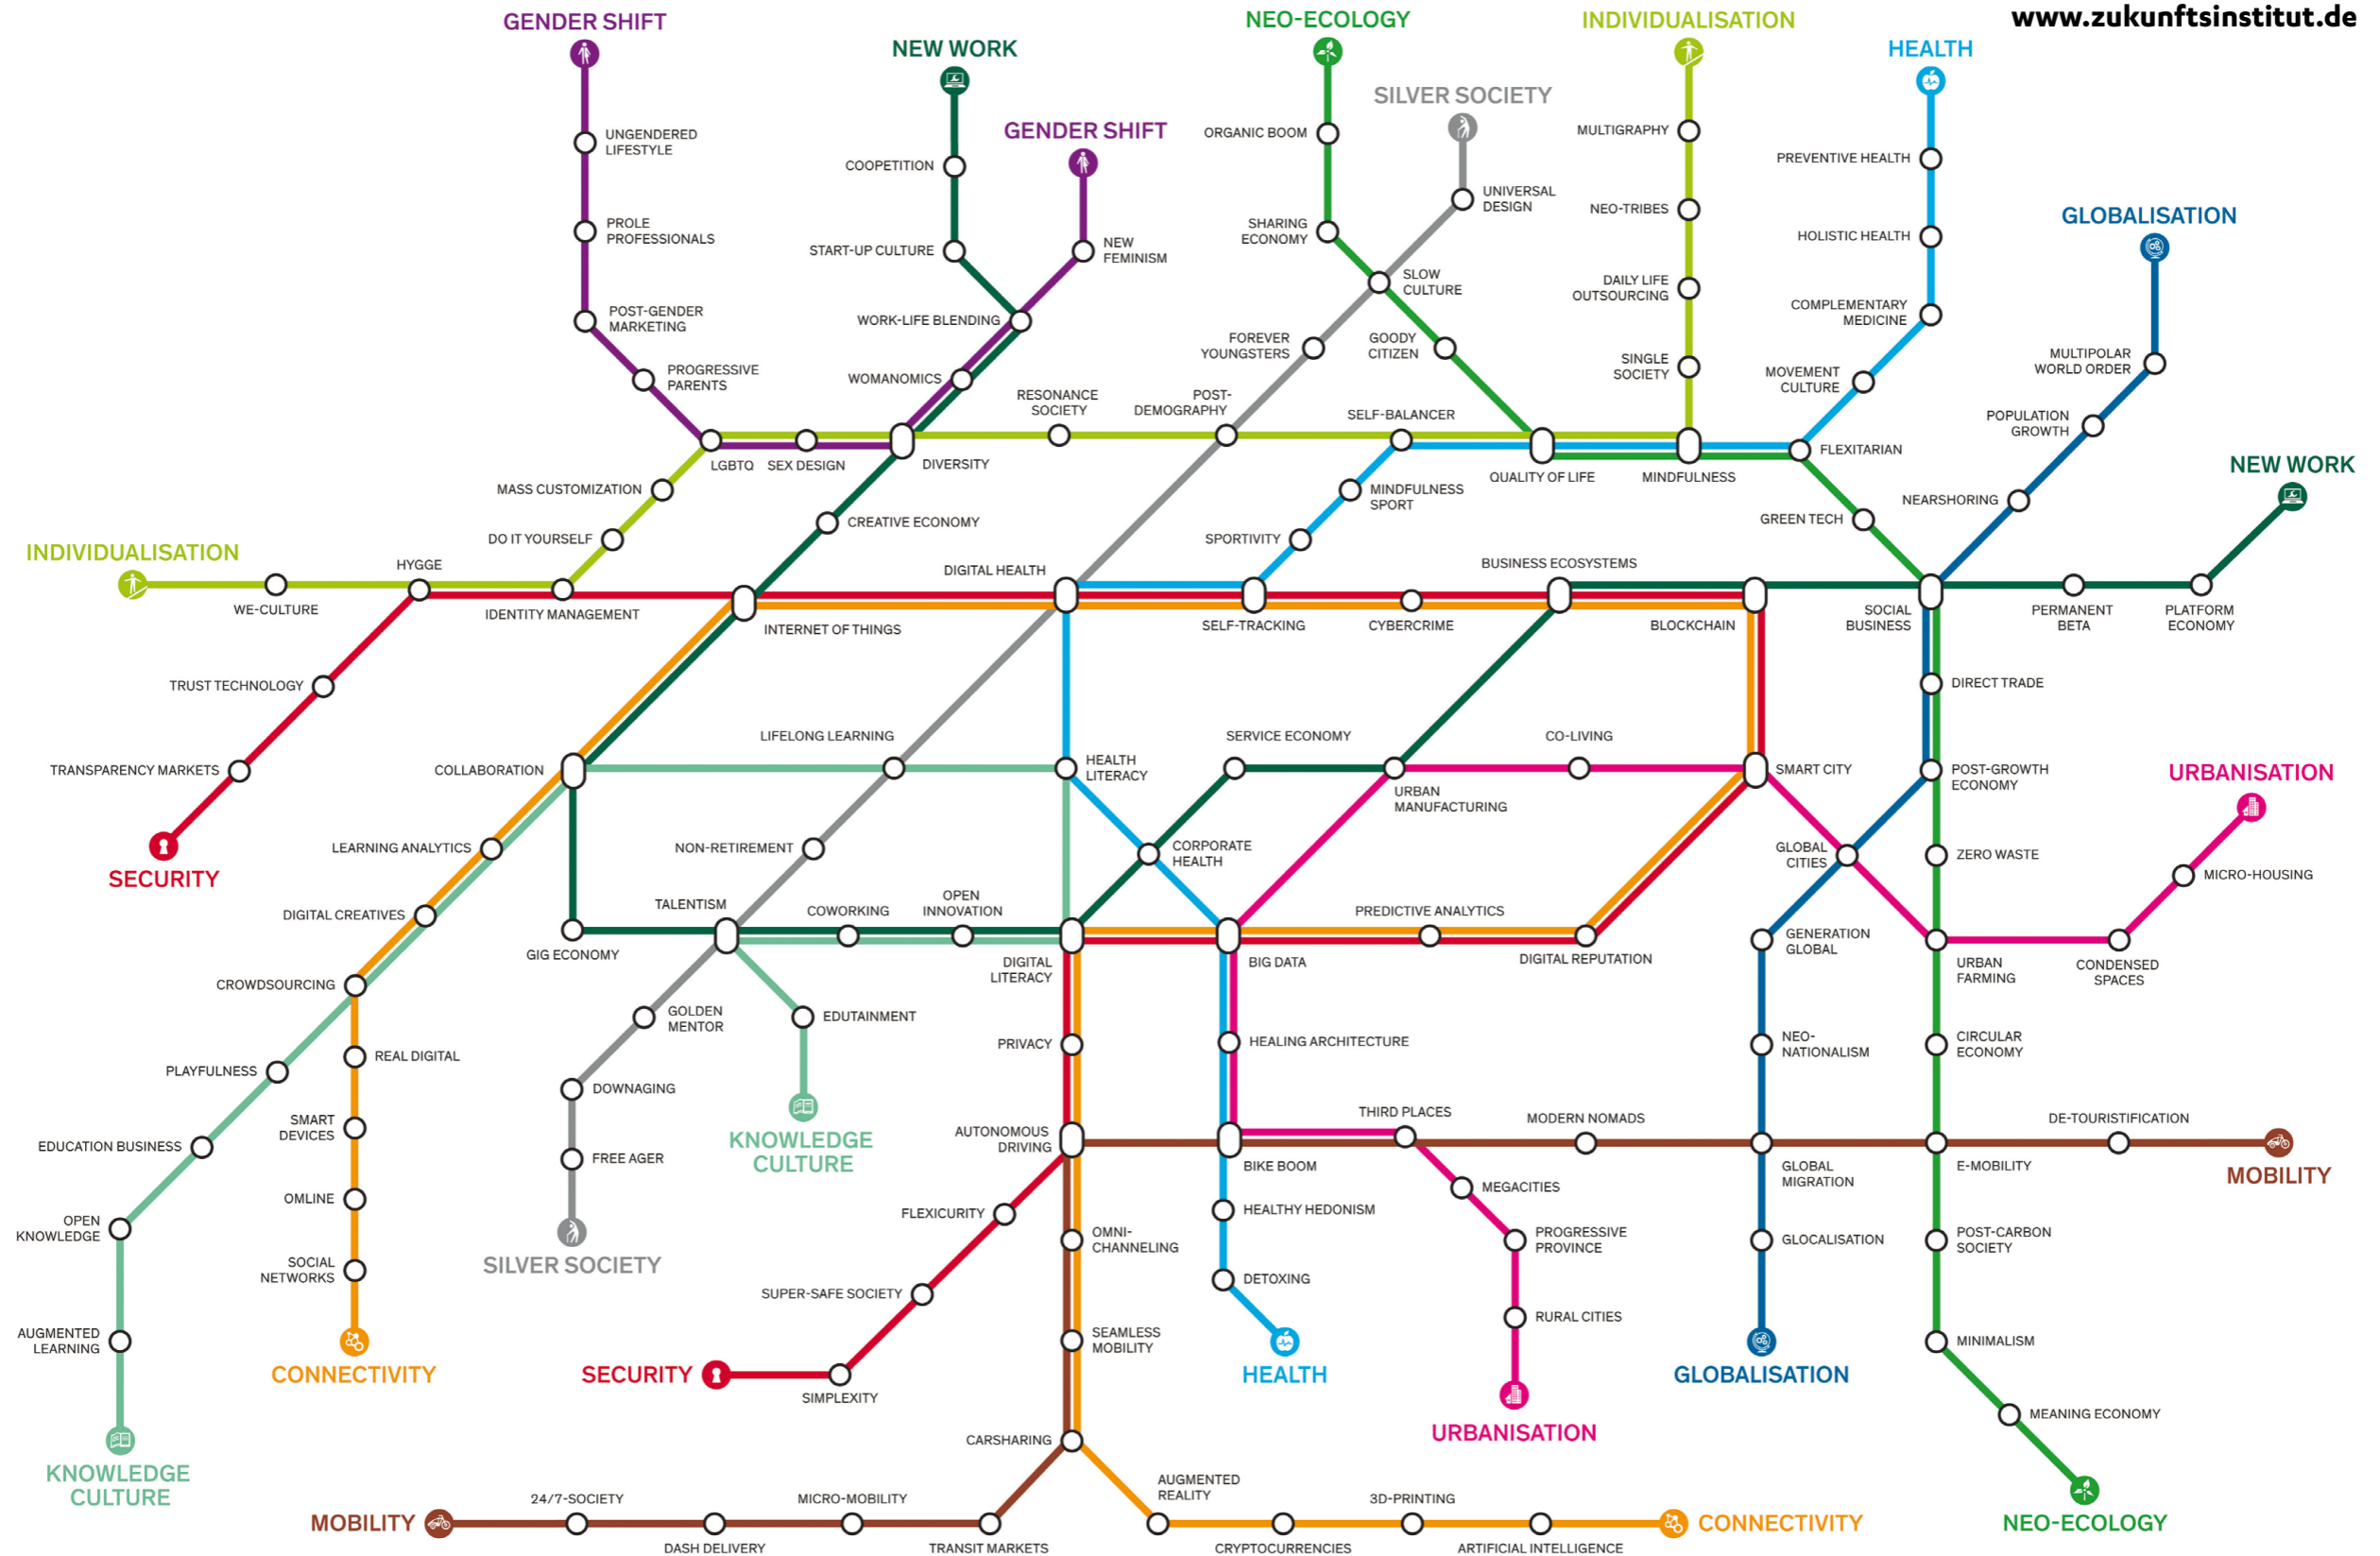 www.zukunftsinstitut.de
GENDER SHIFT
NEO-ECOLOGY
INDIVIDUALISATION
NEW WORK
HEALTH
SILVER SOCIETY
GENDER SHIFT
UNGENDERED
LIFESTYLE
ORGANIC BOOM
MULTIGRAPHY
COOPETITION
PREVENTIVE HEALTH
UNIVERSAL
DESIGN
NEO-TRIBES
GLOBALISATION
PROLE
PROFESSIONALS
SHARING
ECONOMY
HOLISTIC HEALTH
START-UP CULTURE
NEW
FEMINISM
SLOW
CULTURE
DAILY LIFE
OUTSOURCING
POST-GENDER
MARKETING
WORK-LIFE BLENDING
COMPLEMENTARY
MEDICINE
FOREVER
YOUNGSTERS
GOODY
CITIZEN
SINGLE
SOCIETY
MULTIPOLAR
WORLD ORDER
PROGRESSIVE
PARENTS
WOMANOMICS
MOVEMENT
CULTURE
RESONANCE
SOCIETY
POST-
DEMOGRAPHY
SELF-BALANCER
POPULATION
GROWTH
LGBTQ
SEX DESIGN
DIVERSITY
QUALITY OF LIFE
MINDFULNESS
FLEXITARIAN
NEW WORK
MASS CUSTOMIZATION
MINDFULNESS
SPORT
NEARSHORING
CREATIVE ECONOMY
GREEN TECH
DO IT YOURSELF
SPORTIVITY
INDIVIDUALISATION
HYGGE
DIGITAL HEALTH
BUSINESS ECOSYSTEMS
WE-CULTURE
IDENTITY MANAGEMENT
INTERNET OF THINGS
SELF-TRACKING
CYBERCRIME
BLOCKCHAIN
SOCIAL
BUSINESS
PERMANENT
BETA
PLATFORM
ECONOMY
TRUST TECHNOLOGY
DIRECT TRADE
LIFELONG LEARNING
SERVICE ECONOMY
CO-LIVING
TRANSPARENCY MARKETS
COLLABORATION
HEALTH
LITERACY
URBAN
MANUFACTURING
SMART CITY
POST-GROWTH
ECONOMY
URBANISATION
LEARNING ANALYTICS
NON-RETIREMENT
CORPORATE
HEALTH
GLOBAL
CITIES
ZERO WASTE
SECURITY
MICRO-HOUSING
DIGITAL CREATIVES
TALENTISM
COWORKING
OPEN
INNOVATION
PREDICTIVE ANALYTICS
GIG ECONOMY
DIGITAL
LITERACY
BIG DATA
DIGITAL REPUTATION
GENERATION
GLOBAL
URBAN
FARMING
CONDENSED
SPACES
CROWDSOURCING
GOLDEN
MENTOR
EDUTAINMENT
REAL DIGITAL
PRIVACY
HEALING ARCHITECTURE
NEO-
NATIONALISM
CIRCULAR
ECONOMY
PLAYFULNESS
DOWNAGING
SMART
DEVICES
KNOWLEDGE
CULTURE
AUTONOMOUS
DRIVING
THIRD PLACES
MODERN NOMADS
DE-TOURISTIFICATION
EDUCATION BUSINESS
FREE AGER
BIKE BOOM
GLOBAL
MIGRATION
E-MOBILITY
MOBILITY
MEGACITIES
OMLINE
FLEXICURITY
HEALTHY HEDONISM
OPEN
KNOWLEDGE
OMNI-
CHANNELING
PROGRESSIVE
PROVINCE
GLOCALISATION
POST-CARBON
SOCIETY
SILVER SOCIETY
SOCIAL
NETWORKS
SUPER-SAFE SOCIETY
DETOXING
RURAL CITIES
AUGMENTED
LEARNING
SEAMLESS
MOBILITY
MINIMALISM
CONNECTIVITY
SECURITY
SIMPLEXITY
HEALTH
GLOBALISATION
MEANING ECONOMY
URBANISATION
CARSHARING
KNOWLEDGE
CULTURE
AUGMENTED
REALITY
MOBILITY
24/7-SOCIETY
MICRO-MOBILITY
3D-PRINTING
CONNECTIVITY
NEO-ECOLOGY
DASH DELIVERY
TRANSIT MARKETS
CRYPTOCURRENCIES
ARTIFICIAL INTELLIGENCE